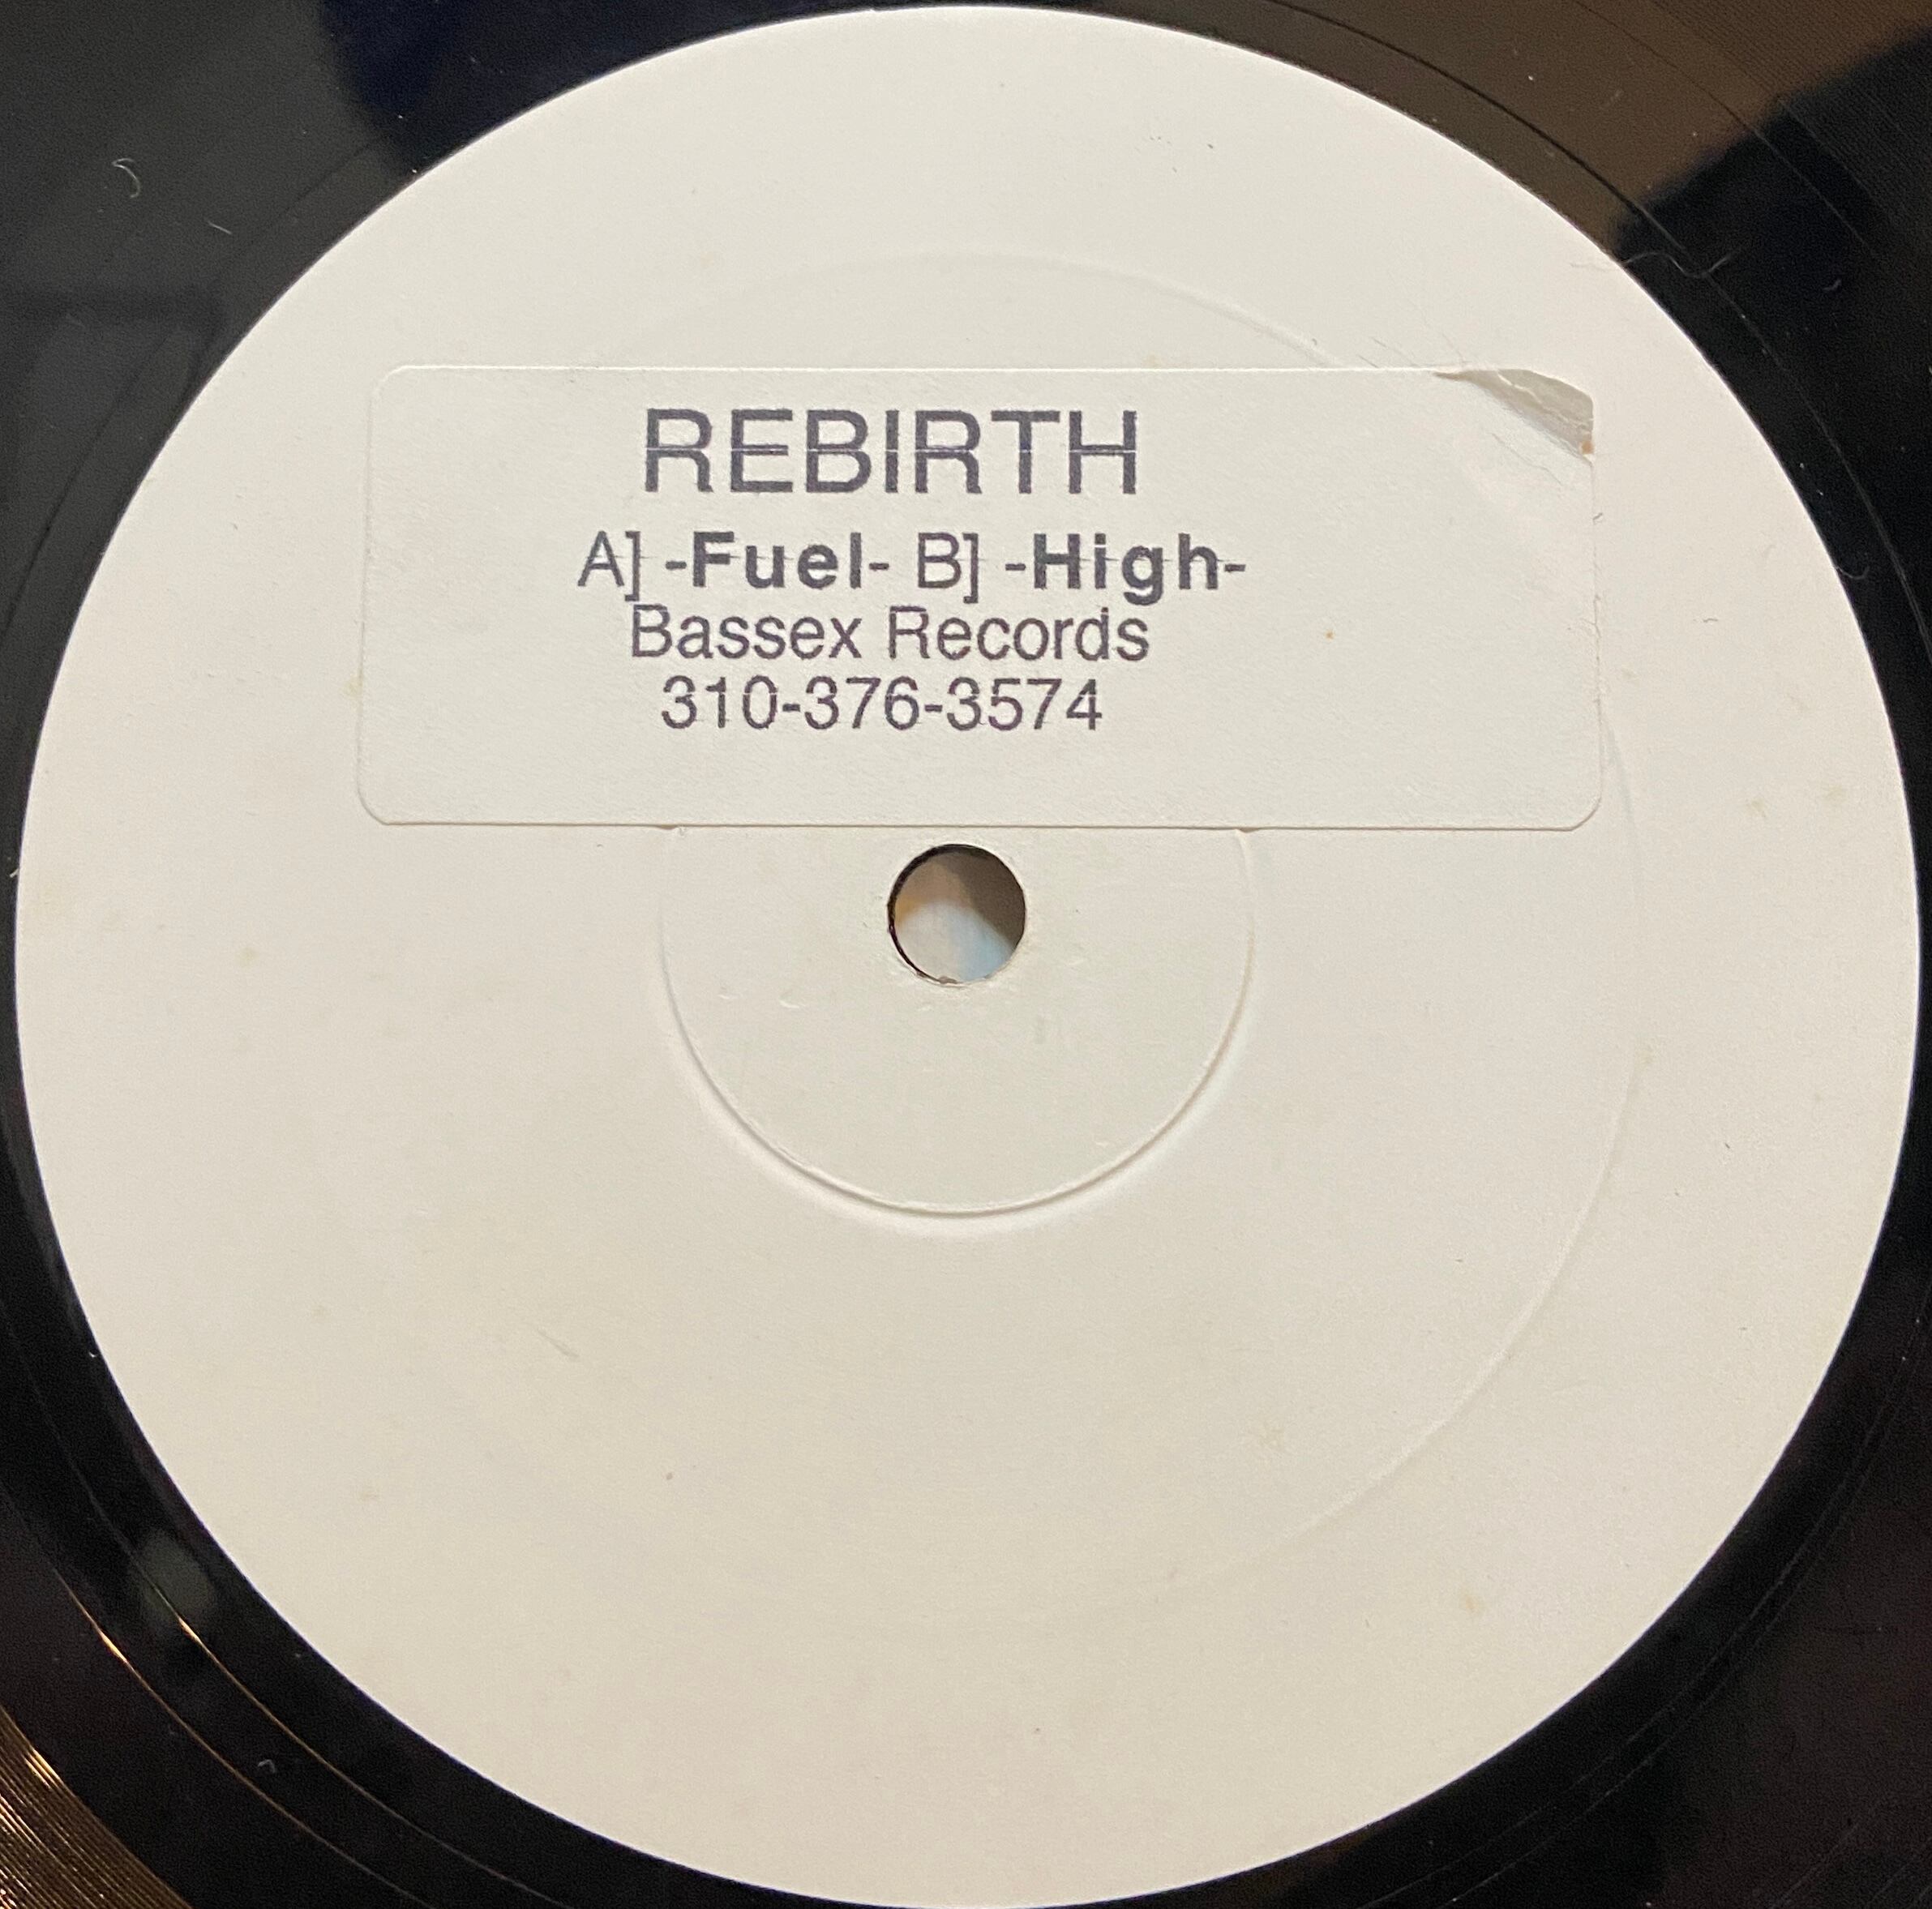 REBIRTH
A] -Fuel- B] -High-
Bassex Records
310-376-3574